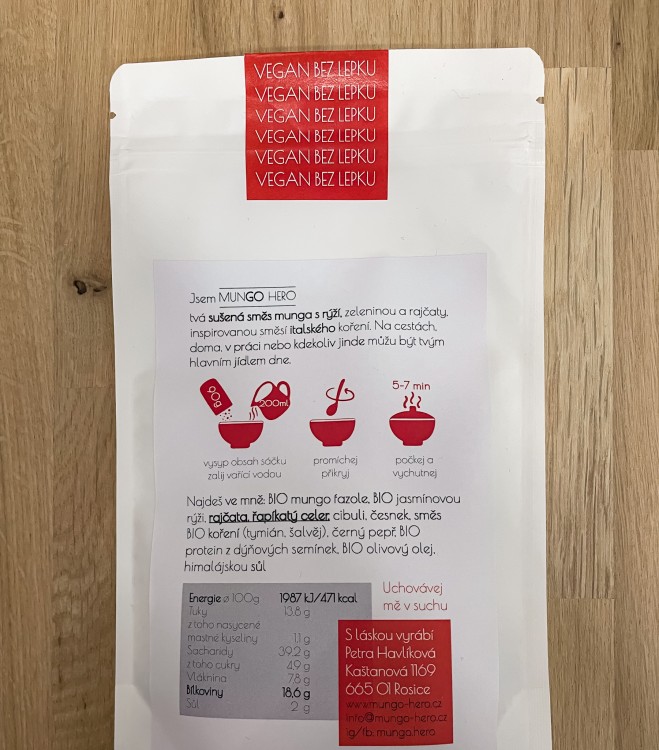 VEGAN BEZ LEPKU
VEGAN BEZ LEPKU
VEGAN BEZ LEPKU
VEGAN BEZ LEPKU
VEGAN BEZ LEPKU
VEGAN BEZ LEPKU
Jsem MUNGO HERO
tvá sušená směs munga s rýží, zeleninou a rajčaty,
inspirovanou směsí italského koření. Na cestách,
doma, v práci nebo kdekoliv jinde můžu být tvým
hlavním jídlem dne.
BOB
200ml
5-7 min
vysyp obsah sáčku
zalij vařící vodou
promíchej
přikryj
počkej a
vychutnej
Najdeš ve mně: BIO mungo fazole, BIO jasmínovou
rýži, rajčata, řapíkatý celer, cibuli, česnek, směs
BIO koření (tymián, šalvěj), černý pepř, BIO
protein z dýňových semínek, BIO olivový olej,
himalájskou sůl
Energie ø 100g 1987 kJ/471 kcal
Tuky 13.8 g
z toho nasycené
mastné kyseliny 1.1 g
Sacharidy 39.2 g
z toho cukry 4.9 g
Vláknina 7.8 g
Bílkoviny 18,6 g
Sůl 2 g
Uchovávej
mě v suchu
S láskou vyrábí
Petra Havlíková
Kaštanová 1169
665 01 Rosice
www.mungo-hero.cz
info@mungo-hero.cz
ig/fb: mungo.hero